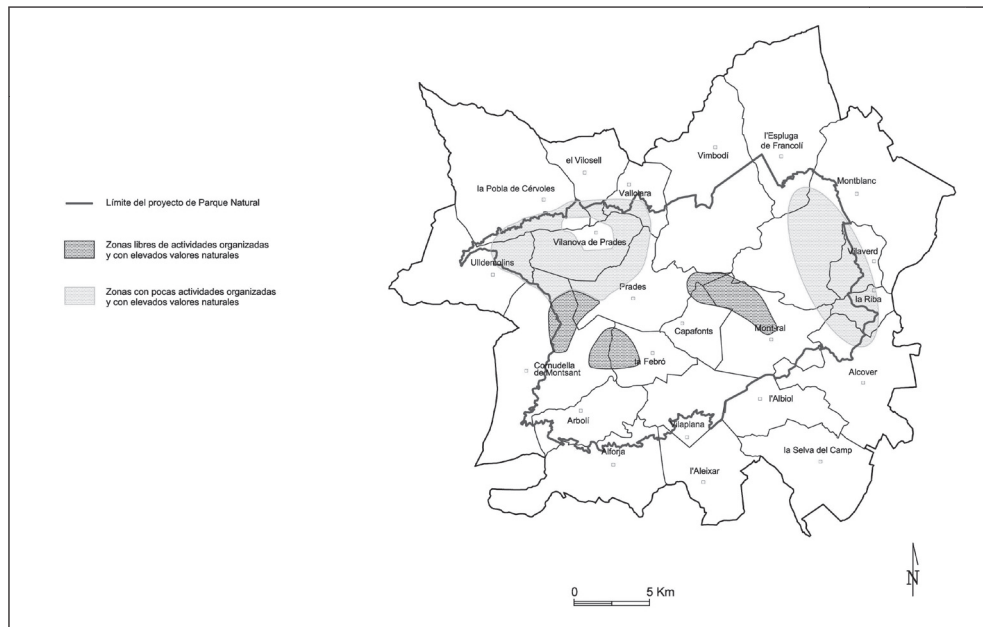 Límite del proyecto de Parque Natural
Zonas libres de actividades organizadas
y con elevados valores naturales
Zonas con pocas actividades organizadas
y con elevados valores naturales
l'Espluga
de Francolí
Vimbodí
el Vilosell
Montblanc
la Pobla de Cérvoles
Vallclara
Vilanova de Prades
Vilaverd
Ulldemolins
Prades
la Riba
Capafonts
Mont-ral
la Febró
Cornudella
de Montsant
Alcover
l'Albiol
Arbolí
Vilaplana
Alforja
la Selva del Camp
l'Aleixar
0 5 Km
N